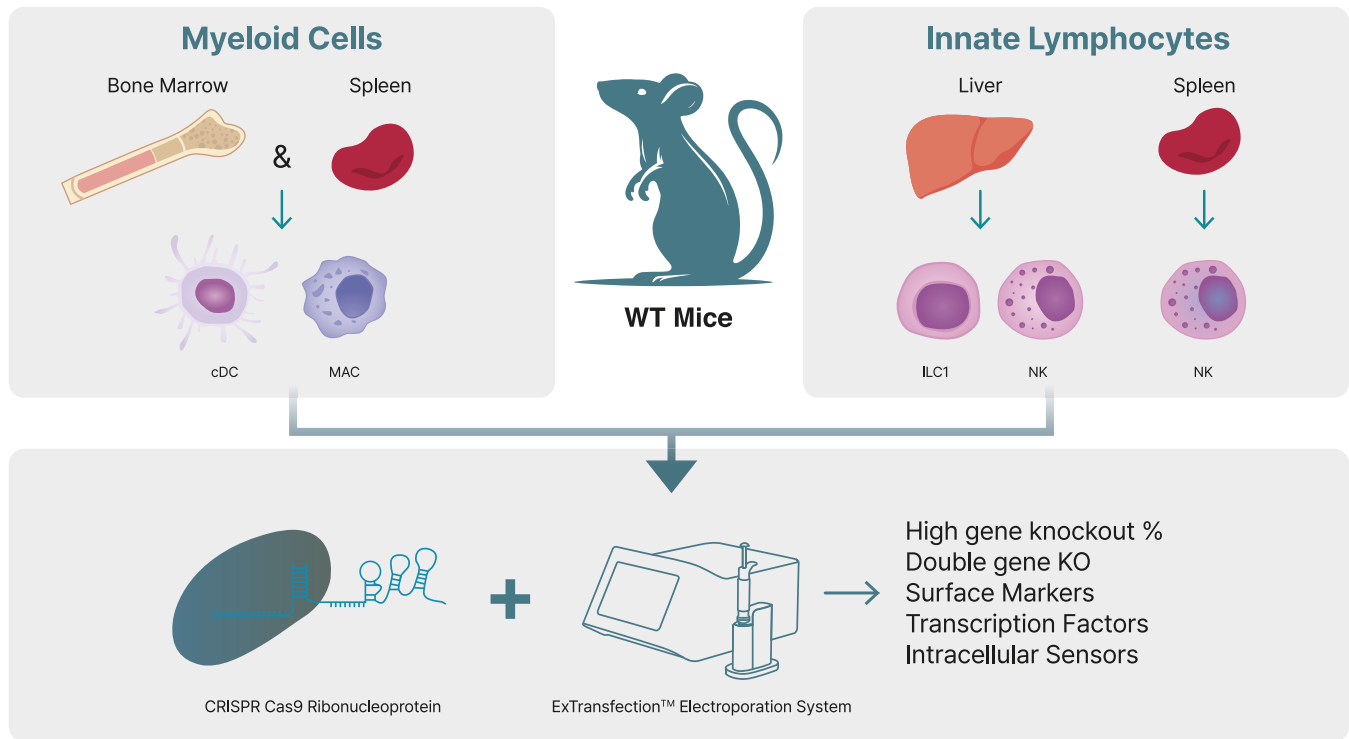 Myeloid Cells
Bone Marrow
Spleen
&
cDC
MAC
WT Mice
Innate Lymphocytes
Liver
Spleen
ILC1
NK
NK
CRISPR Cas9 Ribonucleoprotein
ExTransfection™ Electroporation System
High gene knockout %
Double gene KO
Surface Markers
Transcription Factors
Intracellular Sensors